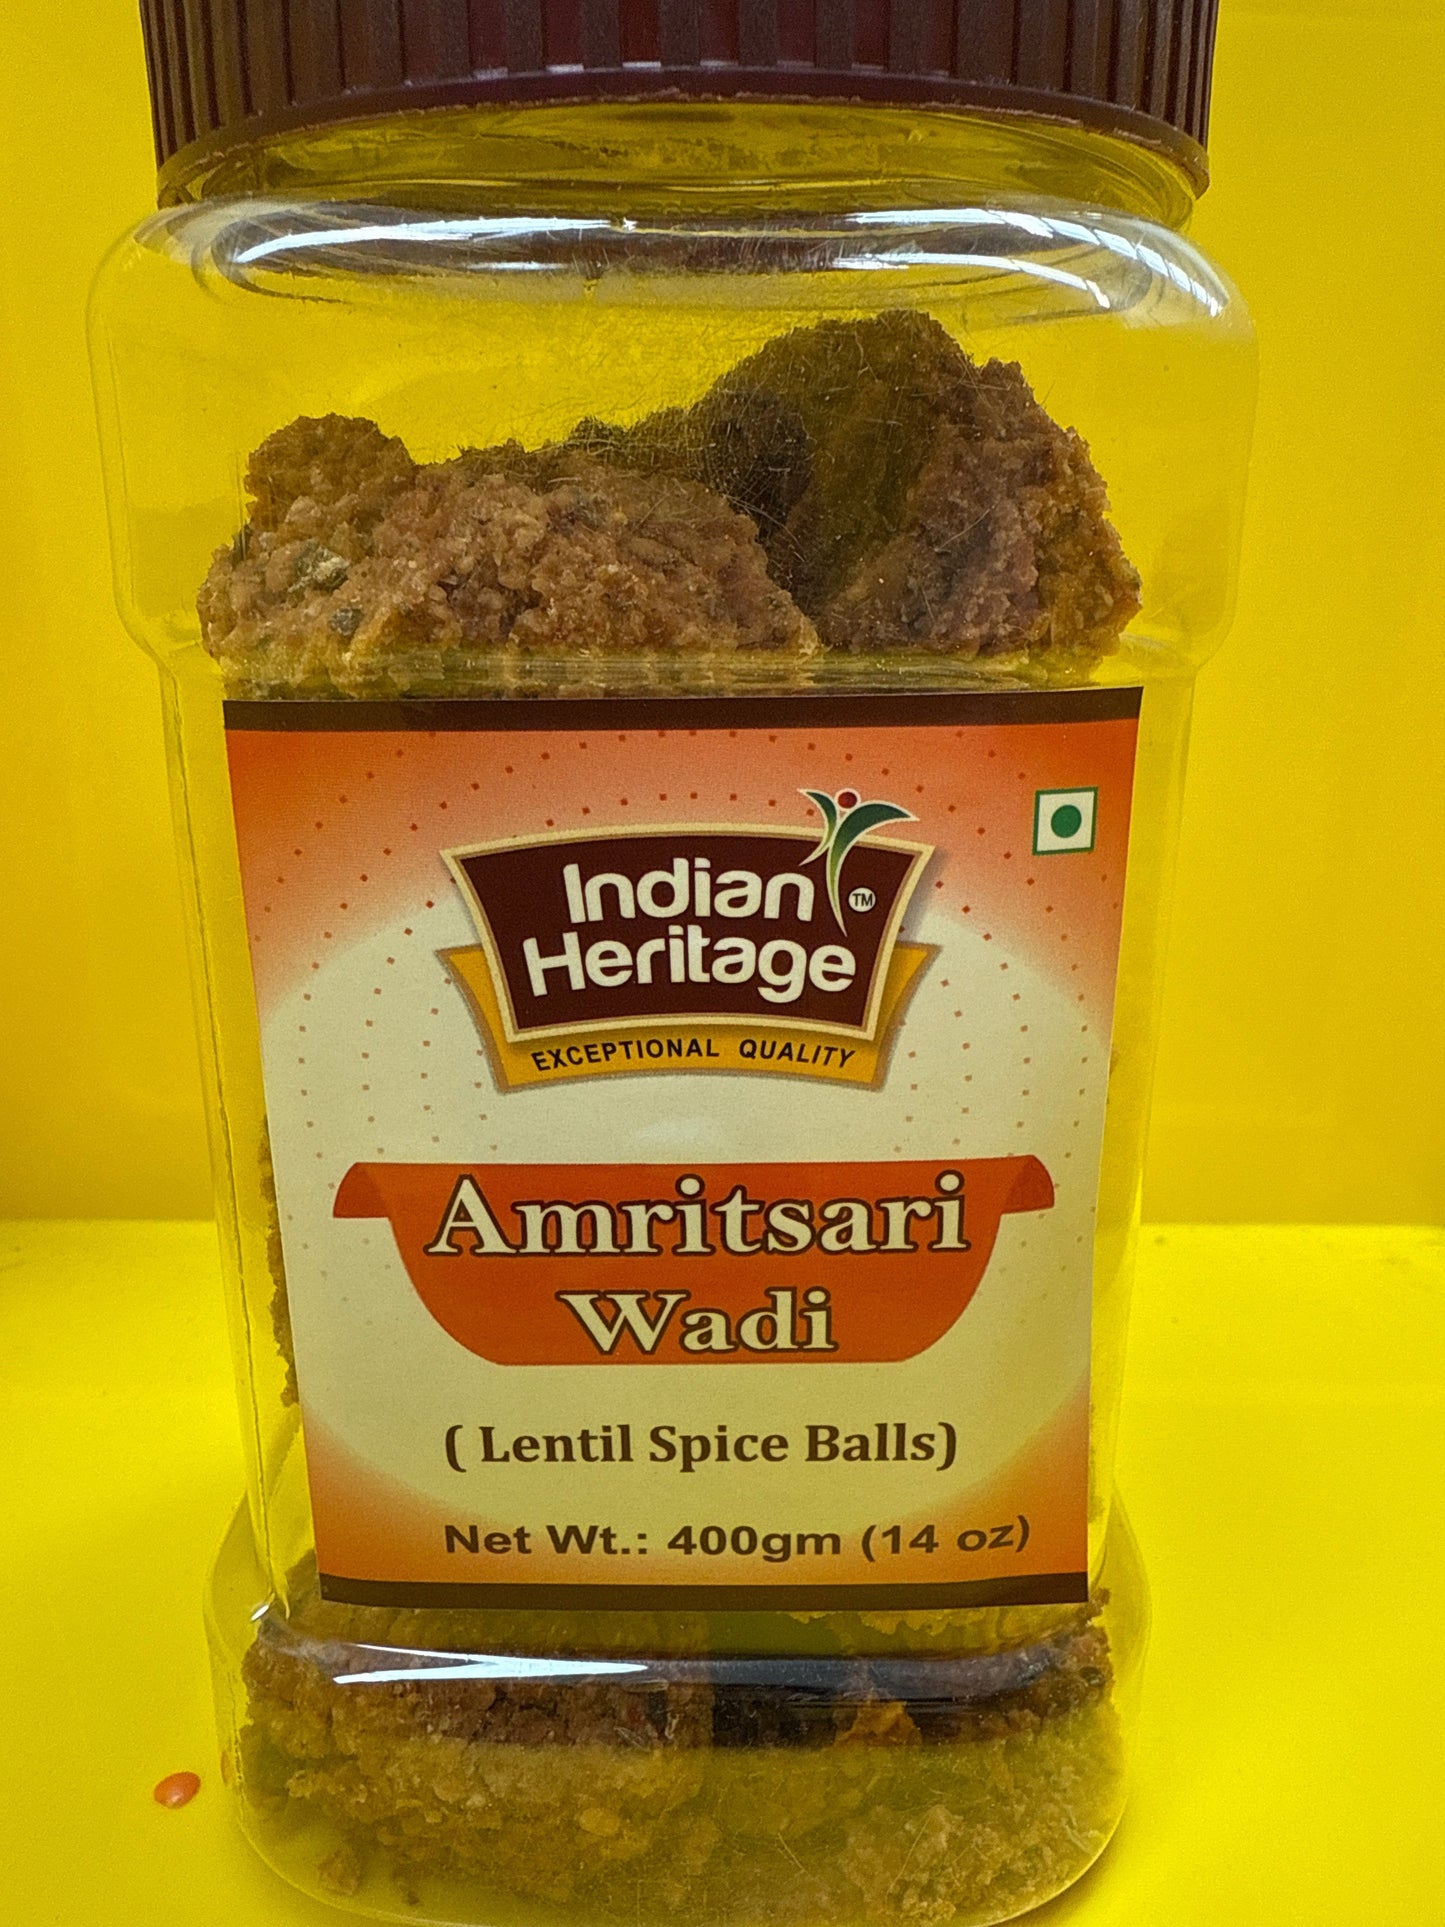 Indian
Heritage
TM
EXCEPTIONAL QUALITY
Amritsari
Wadi
( Lentil Spice Balls)
Net Wt.: 400gm (14 oz)